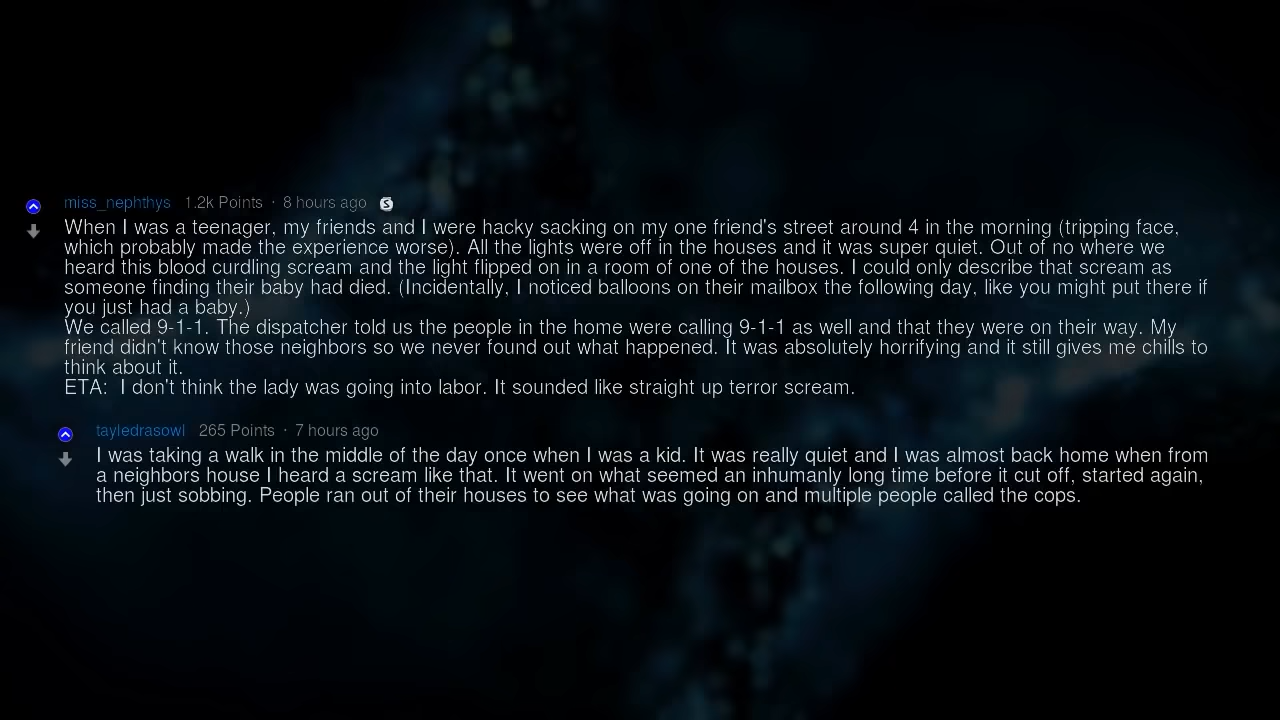 miss_nephthys 1.2k Points · 8 hours ago S
When I was a teenager, my friends and I were hacky sacking on my one friend's street around 4 in the morning (tripping face,
which probably made the experience worse). All the lights were off in the houses and it was super quiet. Out of no where we
heard this blood curdling scream and the light flipped on in a room of one of the houses. I could only describe that scream as
someone finding their baby had died. (Incidentally, I noticed balloons on their mailbox the following day, like you might put there if
you just had a baby.)
We called 9-1-1. The dispatcher told us the people in the home were calling 9-1-1 as well and that they were on their way. My
friend didn't know those neighbors so we never found out what happened. It was absolutely horrifying and it still gives me chills to
think about it.
ETA: I don't think the lady was going into labor. It sounded like straight up terror scream.
tayledrasowl 265 Points · 7 hours ago
I was taking a walk in the middle of the day once when I was a kid. It was really quiet and I was almost back home when from
a neighbors house I heard a scream like that. It went on what seemed an inhumanly long time before it cut off, started again,
then just sobbing. People ran out of their houses to see what was going on and multiple people called the cops.